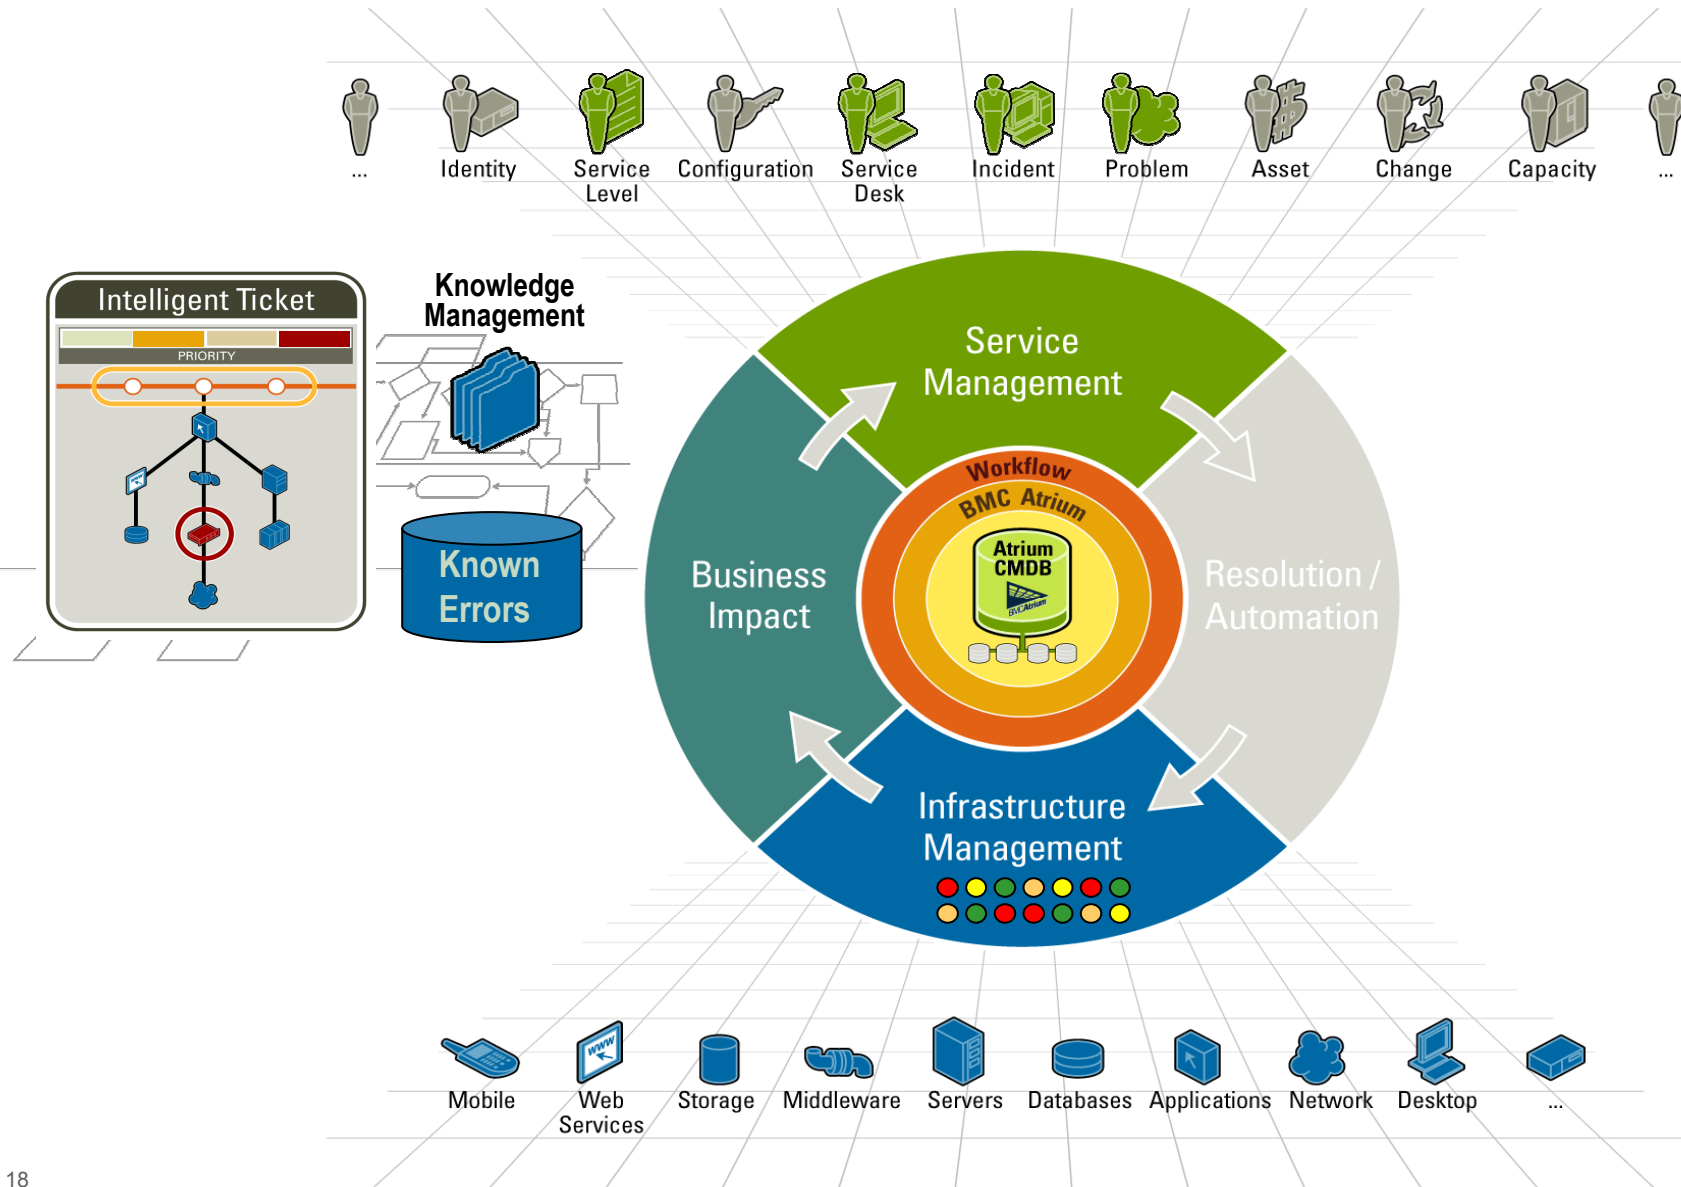 ...
Identity
Service
Level
Configuration
Service
Desk
Incident
Problem
Asset
Change
Capacity
...
Intelligent Ticket
PRIORITY
Knowledge
Management
Known
Errors
Service
Management
Business
Impact
Resolution /
Automation
Infrastructure
Management
Workflow
BMC Atrium
Atrium
CMDB
BMCAtrium
Mobile
www
Web
Services
Storage
Middleware
Servers
Databases
Applications
Network
Desktop
...
18